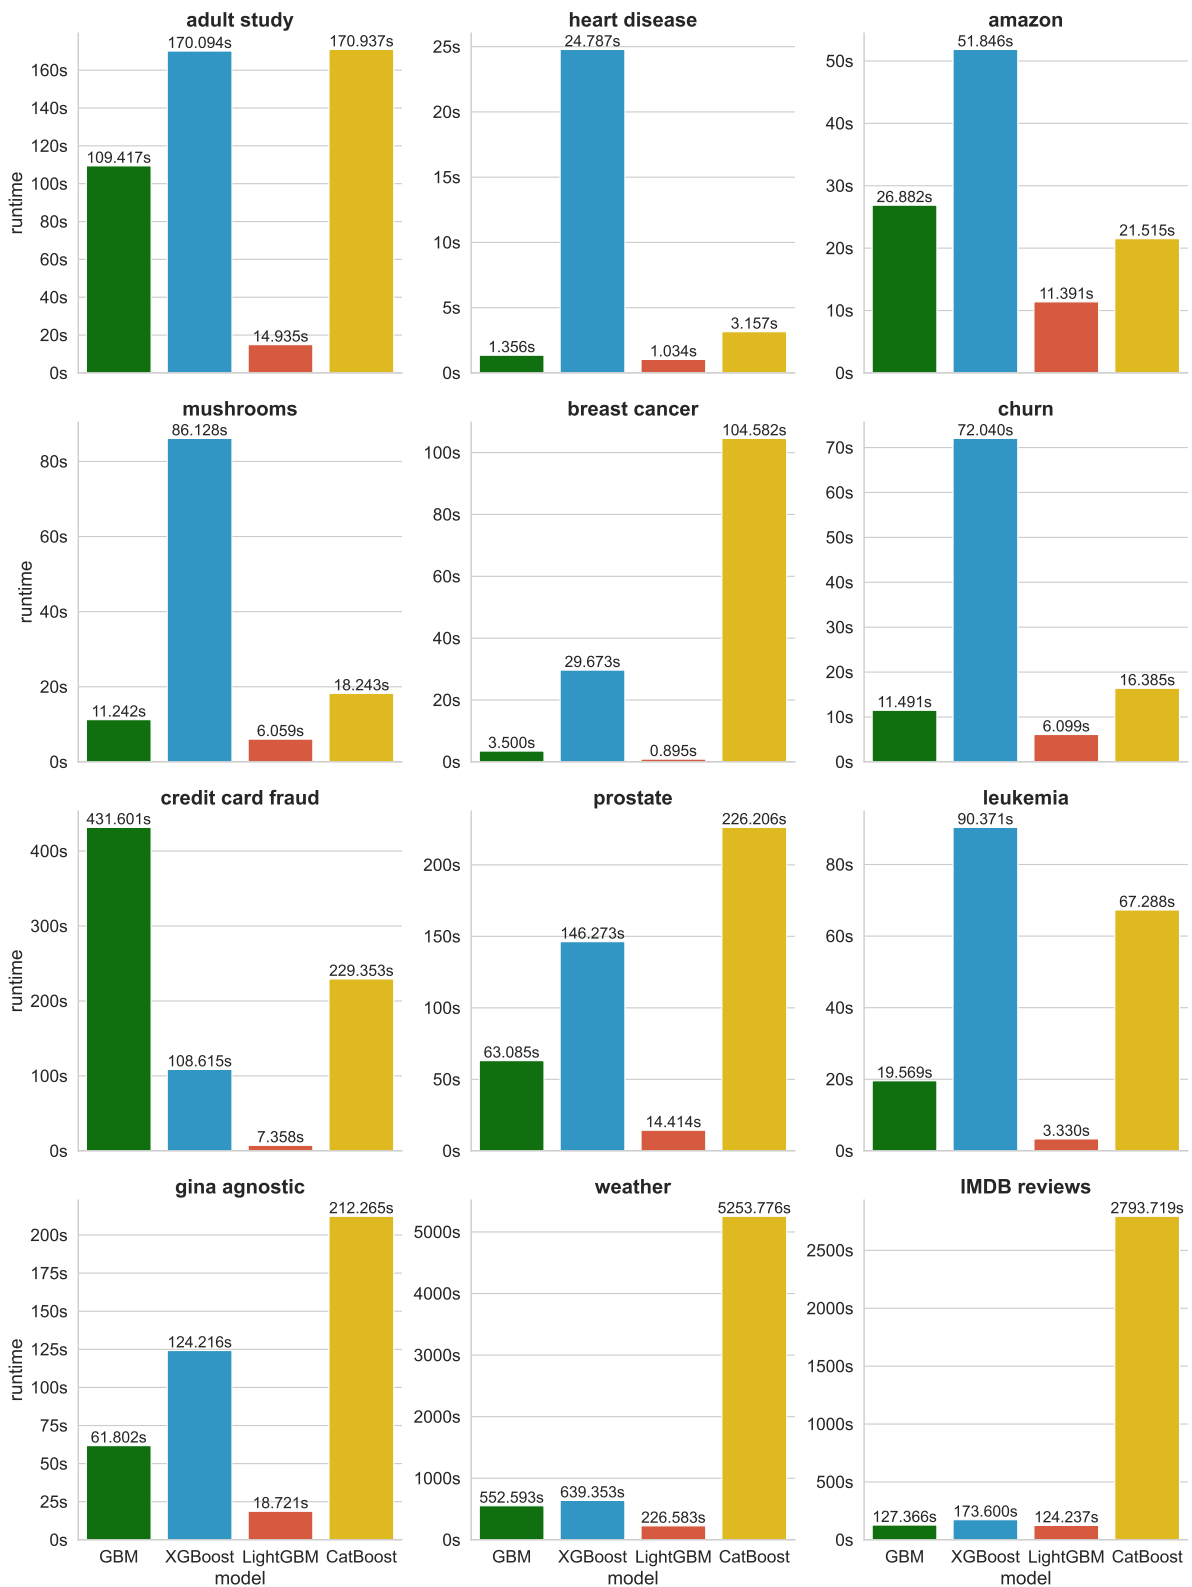 adult study
170.094s
170.937s
109.417s
14.935s
160s
140s
120s
100s
80s
60s
40s
20s
0s
runtime
heart disease
24.787s
1.356s
1.034s
3.157s
25s
20s
15s
10s
5s
0s
amazon
51.846s
26.882s
11.391s
21.515s
50s
40s
30s
20s
10s
0s
mushrooms
86.128s
11.242s
6.059s
18.243s
80s
60s
40s
20s
0s
runtime
breast cancer
104.582s
3.500s
29.673s
0.895s
100s
80s
60s
40s
20s
0s
churn
72.040s
11.491s
6.099s
16.385s
70s
60s
50s
40s
30s
20s
10s
0s
credit card fraud
431.601s
108.615s
7.358s
229.353s
400s
300s
200s
100s
0s
runtime
prostate
226.206s
63.085s
146.273s
14.414s
200s
150s
100s
50s
0s
leukemia
90.371s
19.569s
3.330s
67.288s
80s
60s
40s
20s
0s
gina agnostic
212.265s
61.802s
124.216s
18.721s
200s
175s
150s
125s
100s
75s
50s
25s
0s
runtime
GBM XGBoost LightGBM CatBoost
model
weather
5253.776s
552.593s
639.353s
226.583s
5000s
4000s
3000s
2000s
1000s
0s
GBM XGBoost LightGBM CatBoost
model
IMDB reviews
2793.719s
127.366s
173.600s
124.237s
2500s
2000s
1500s
1000s
500s
0s
GBM XGBoost LightGBM CatBoost
model